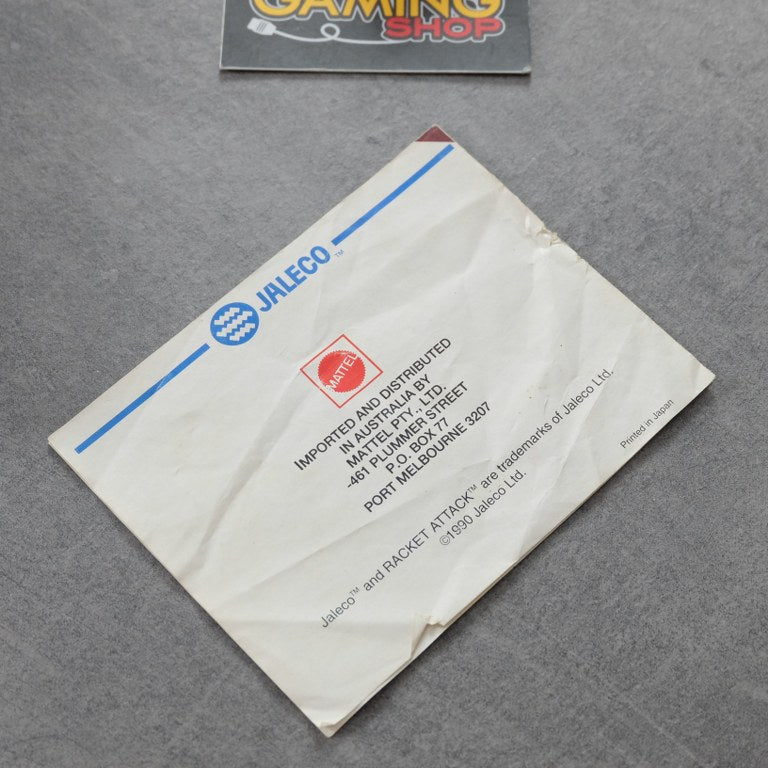 GAMING
SHOP
JALECO™
MATTEL
IMPORTED AND DISTRIBUTED
IN AUSTRALIA BY
MATTEL PTY. LTD.
-461 PLUMMER STREET
P.O. BOX 77
PORT MELBOURNE 3207
Jaleco™ and RACKET ATTACK™ are trademarks of Jaleco Ltd.
©1990 Jaleco Ltd.
Printed in Japan